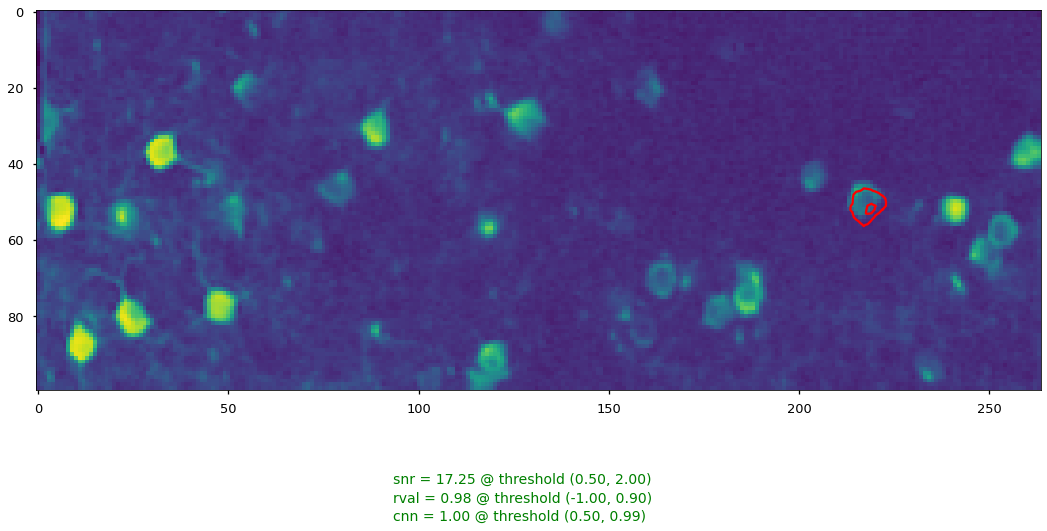 0
20
40
60
80
0 50 100 150 200 250
snr = 17.25 @ threshold (0.50, 2.00)
rval = 0.98 @ threshold (-1.00, 0.90)
cnn = 1.00 @ threshold (0.50, 0.99)